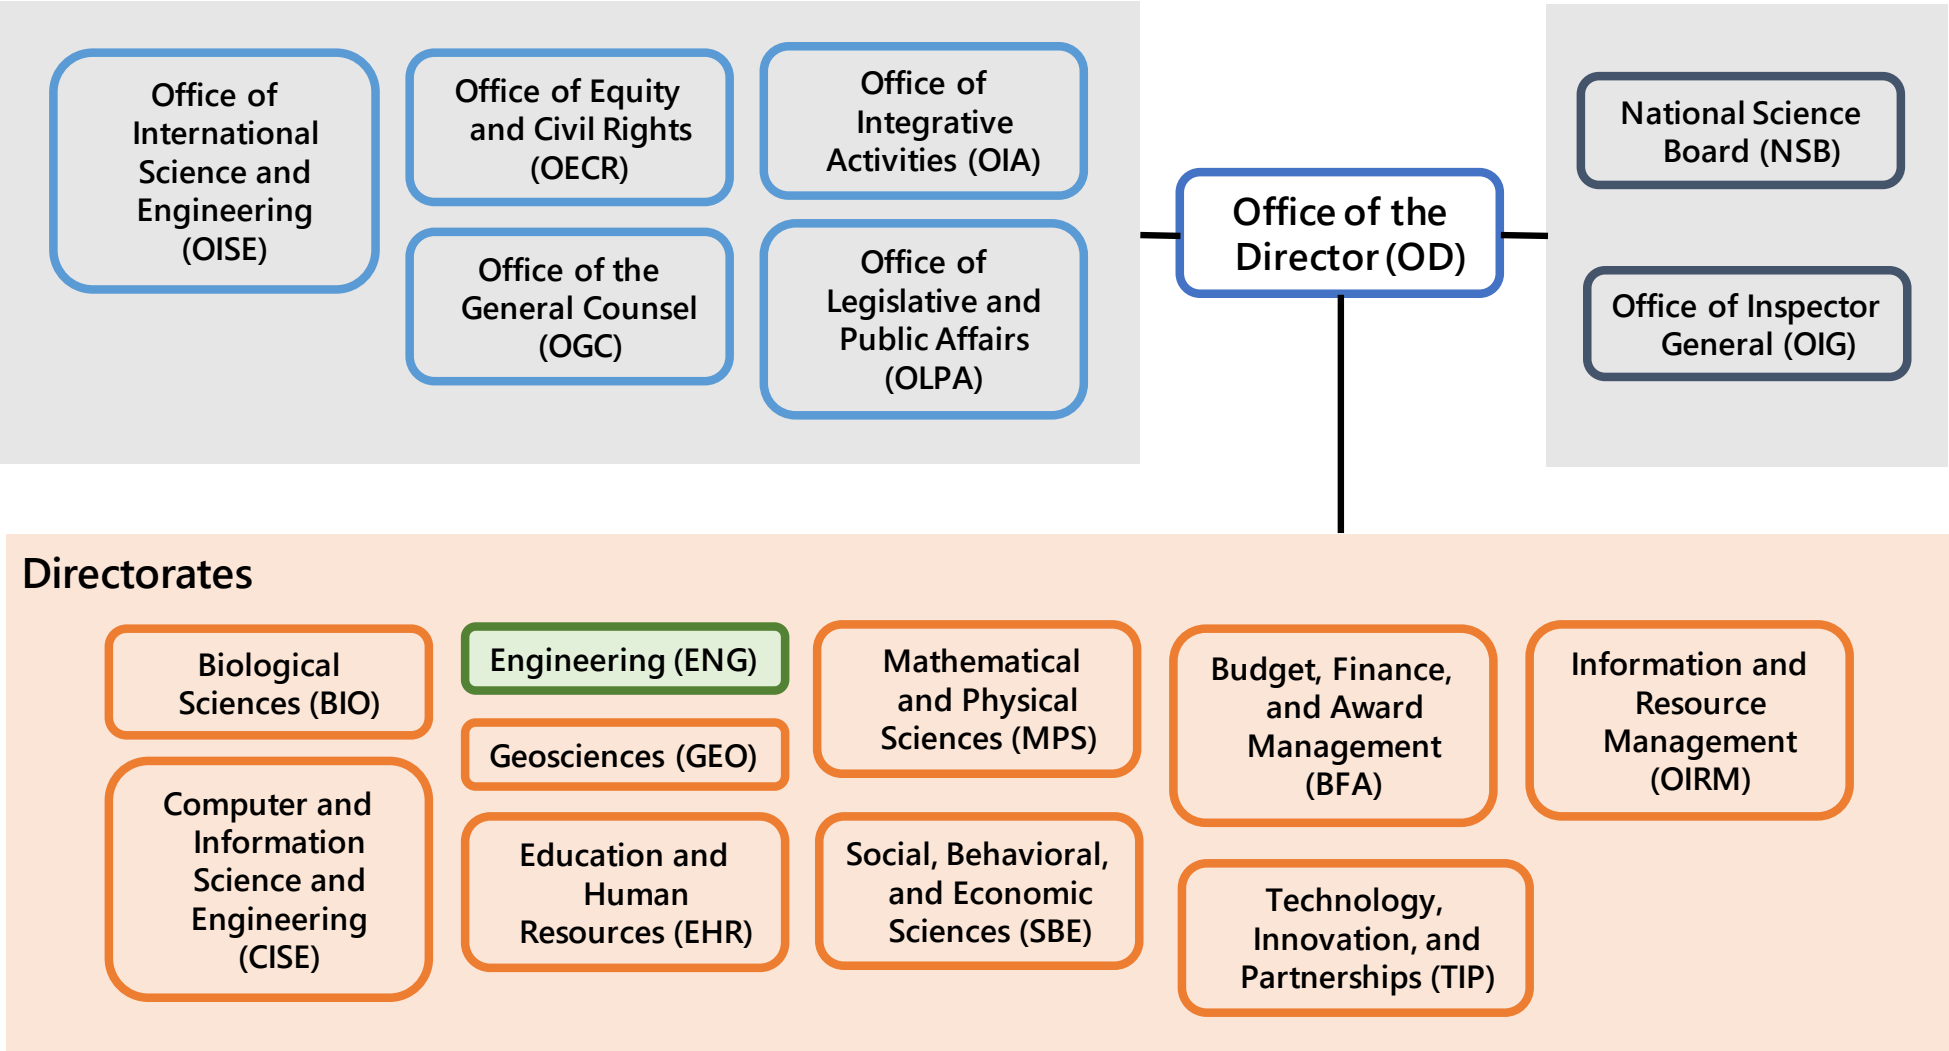 Office of
International
Science and
Engineering
(OISE)
Office of Equity
and Civil Rights
(OECR)
Office of
Integrative
Activities (OIA)
Office of the
General Counsel
(OGC)
Office of
Legislative and
Public Affairs
(OLPA)
Office of the
Director (OD)
National Science
Board (NSB)
Office of Inspector
General (OIG)
Directorates
Biological
Sciences (BIO)
Engineering (ENG)
Mathematical
and Physical
Sciences (MPS)
Budget, Finance,
and Award
Management
(BFA)
Information and
Resource
Management
(OIRM)
Geosciences (GEO)
Computer and
Information
Science and
Engineering
(CISE)
Education and
Human
Resources (EHR)
Social, Behavioral,
and Economic
Sciences (SBE)
Technology,
Innovation, and
Partnerships (TIP)